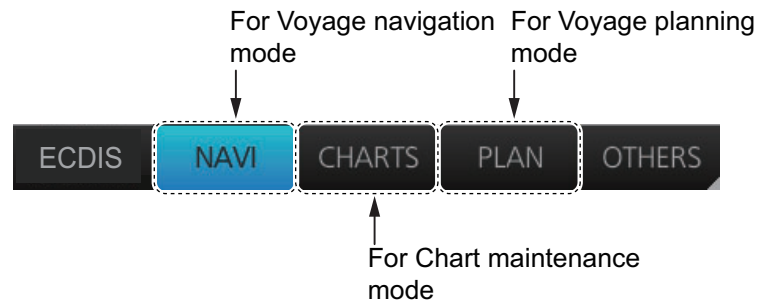 For Voyage navigation
mode
For Voyage planning
mode
ECDIS NAVI CHARTS PLAN OTHERS
For Chart maintenance
mode